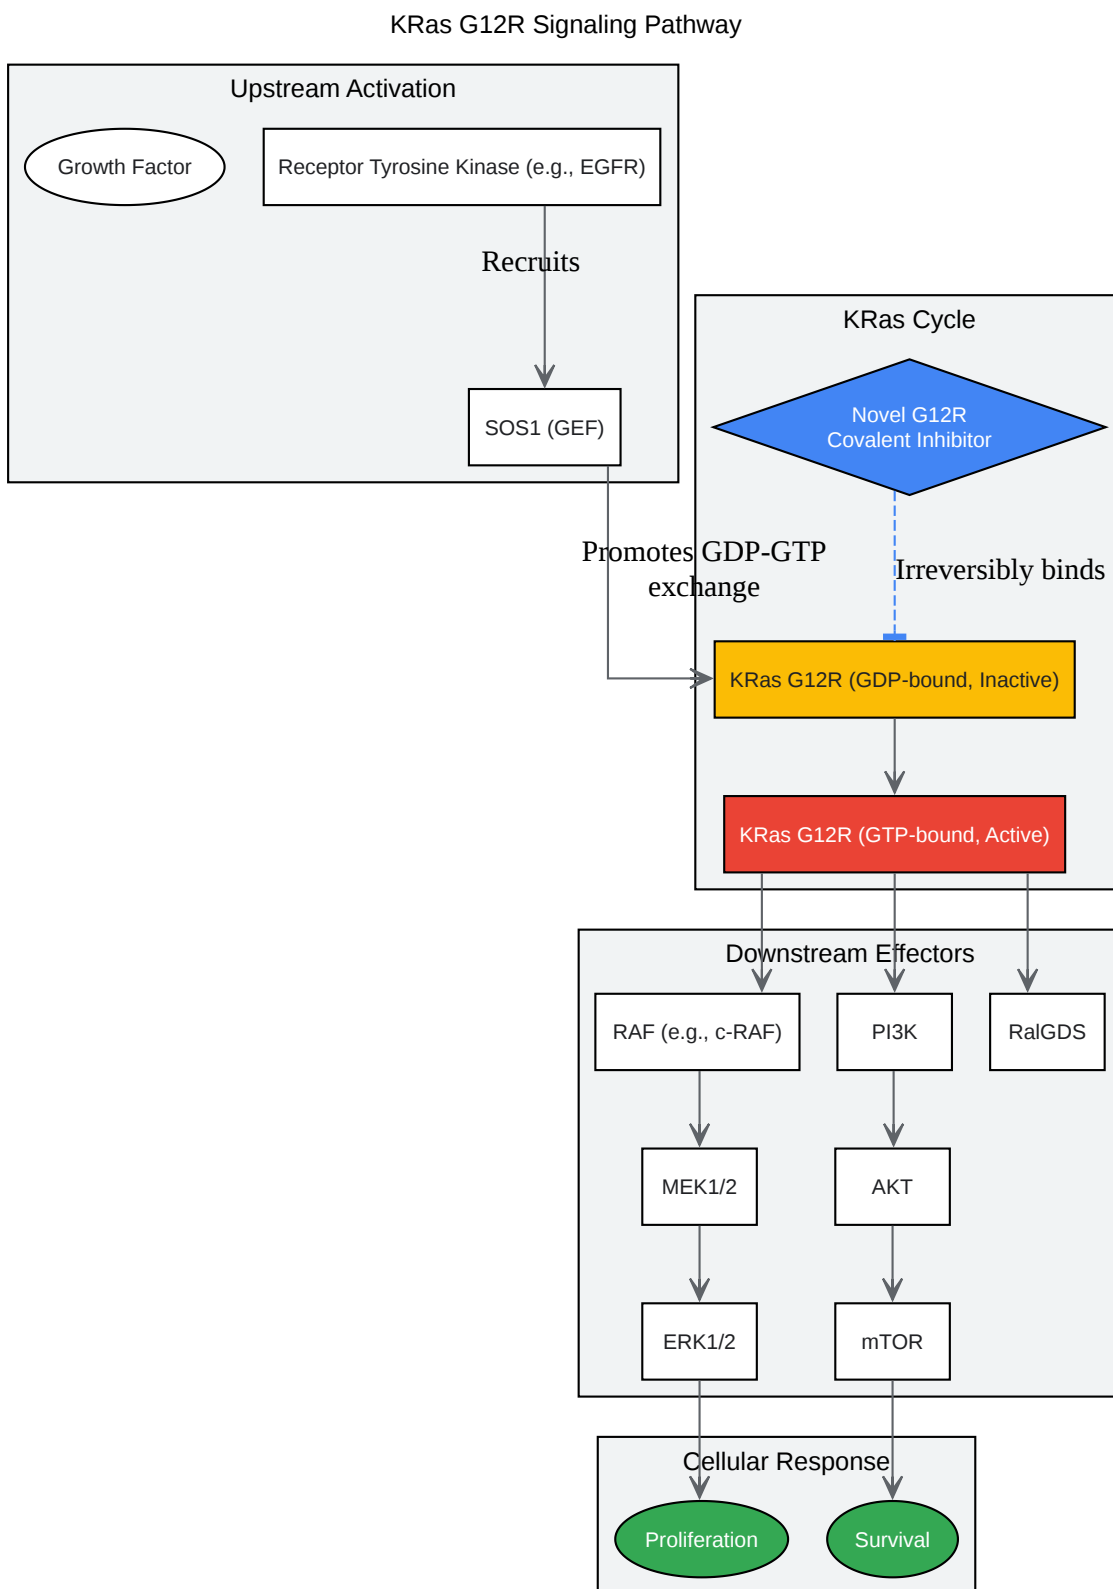 KRas G12R Signaling Pathway
Upstream Activation
Growth Factor
Receptor Tyrosine Kinase (e.g., EGFR)
Recruits
SOS1 (GEF)
KRas Cycle
Novel G12R
Covalent Inhibitor
Promotes GDP-GTP
exchange
Irreversibly binds
KRas G12R (GDP-bound, Inactive)
KRas G12R (GTP-bound, Active)
Downstream Effectors
RAF (e.g., c-RAF)
PI3K
RalGDS
MEK1/2
AKT
ERK1/2
mTOR
Cellular Response
Proliferation
Survival